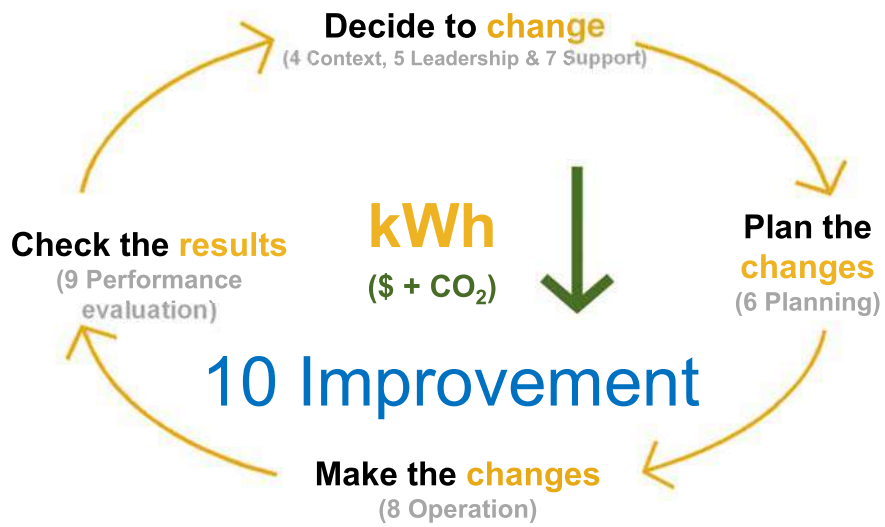 Decide to change
(4 Context, 5 Leadership & 7 Support)
Plan the
changes
(6 Planning)
Make the changes
(8 Operation)
Check the results
(9 Performance
evaluation)
kWh
($ + CO₂)
10 Improvement